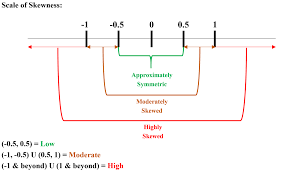 Scale of Skewness:
-1 -0.5 0 0.5 1
Approximately
Symmetric
Moderately
Skewed
Highly
Skewed
(-0.5, 0.5) = Low
(-1, -0.5) U (0.5, 1) = Moderate
(-1 & beyond) U (1 & beyond) = High